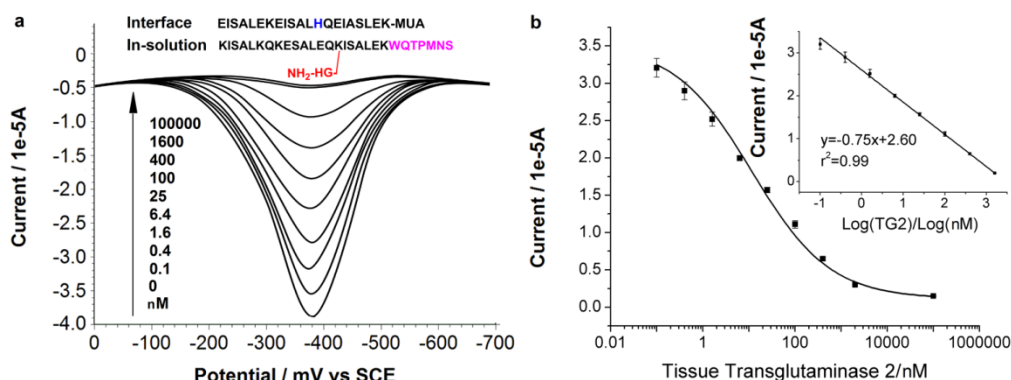 a
Interface EISALEKEISALHQEIASLEK-MUA
In-solution KISALKQKESALEQKISALEKWQTPMNS
NH2-HG
Current / 1e-5A
0
-0.5
-1.0
-1.5
-2.0
-2.5
-3.0
-3.5
-4.0
100000
1600
400
100
25
6.4
1.6
0.4
0.1
0
nM
0 -100 -200 -300 -400 -500 -600 -700
Potential / mV vs SCE
b
Current / 1e-5A
3.5
3.0
2.5
2.0
1.5
1.0
0.5
0.0
0.01 1 100 10000 1000000
Tissue Transglutaminase 2/nM
Current / 1e-5A
3
2
1
0
y=-0.75x+2.60
r²=0.99
-1 0 1 2 3
Log(TG2)/Log(nM)